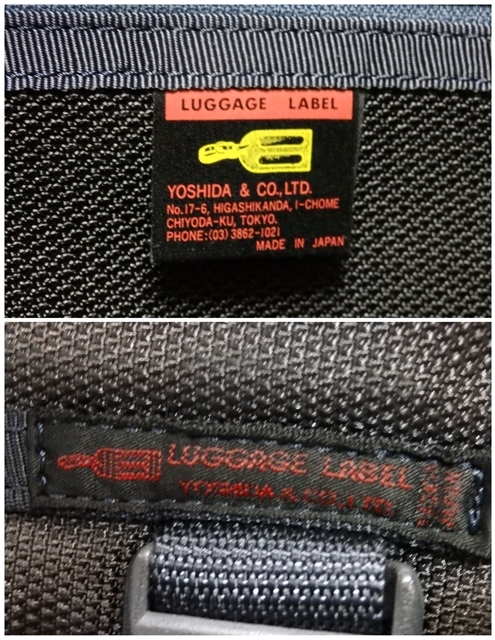 LUGGAGE LABEL
YOSHIDA & CO.,LTD.
No.17-6, HIGASHIKANDA, 1-CHOME
CHIYODA-KU, TOKYO.
PHONE:(03)3862-1021
MADE IN JAPAN
LUGGAGE LABEL
YOSHIDA & CO.,LTD